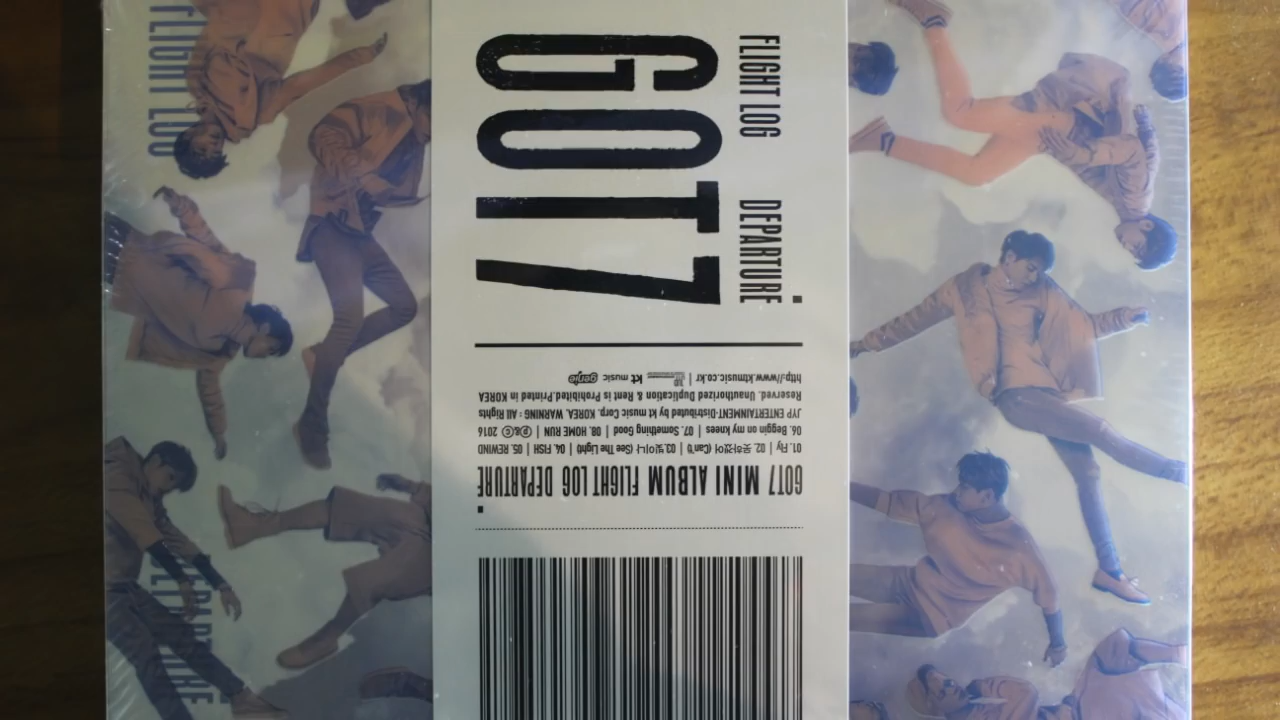 FLIGHT LOG DEPARTURE
GOT7
GOT7 MINI ALBUM FLIGHT LOG DEPARTURE
01. Fly | 02. 못하겠어 (Can't) | 03 빛이나 (See The Light) | 04. FISH | 05. REWIND
06. Beggin on my knees | 07. Something Good | 08. HOME RUN | ℗&© 2016
JYP ENTERTAINMENT-Distributed by kt music Corp. KOREA. WARNING : All Rights
Reserved. Unauthorized Duplication & Rent is Prohibited.Printed in KOREA
http://www.ktmusic.co.kr | kt music genie
FLIGHT LOG
DEPARTURE